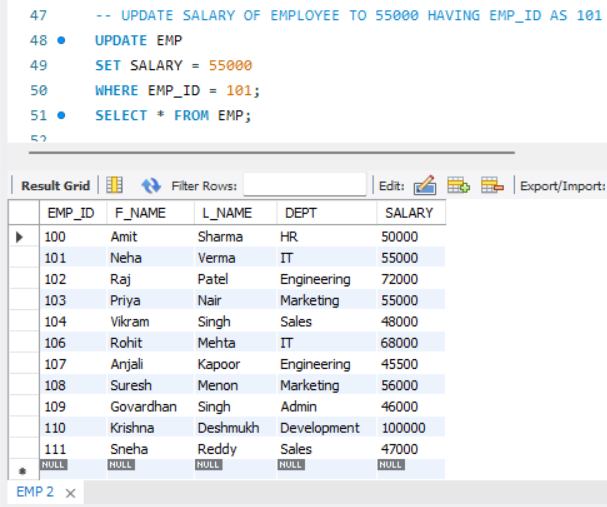 47 -- UPDATE SALARY OF EMPLOYEE TO 55000 HAVING EMP_ID AS 101
48 UPDATE EMP
49 SET SALARY = 55000
50 WHERE EMP_ID = 101;
51 SELECT * FROM EMP;
52
Result Grid Filter Rows: Edit: Export/Import:
EMP_ID F_NAME L_NAME DEPT SALARY
100 Amit Sharma HR 50000
101 Neha Verma IT 55000
102 Raj Patel Engineering 72000
103 Priya Nair Marketing 55000
104 Vikram Singh Sales 48000
106 Rohit Mehta IT 68000
107 Anjali Kapoor Engineering 45500
108 Suresh Menon Marketing 56000
109 Govardhan Singh Admin 46000
110 Krishna Deshmukh Development 100000
111 Sneha Reddy Sales 47000
NULL NULL NULL NULL NULL
EMP 2